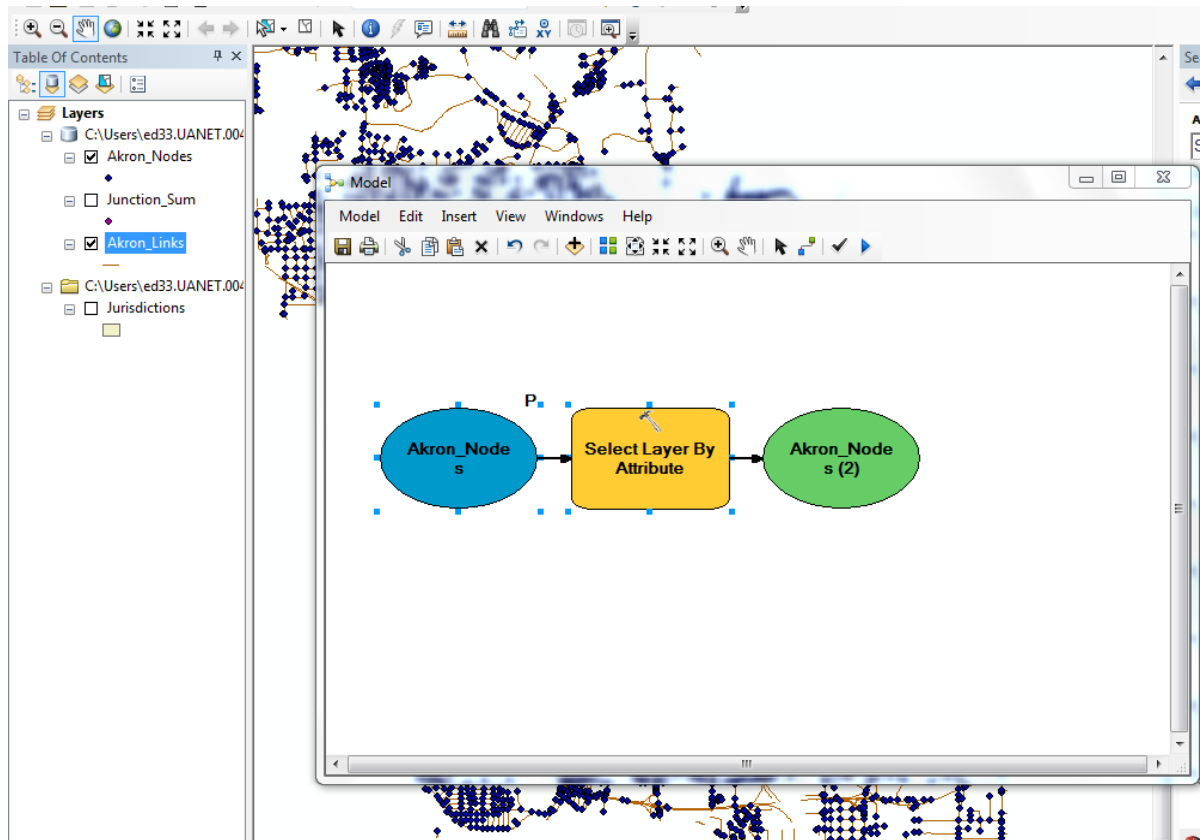 Table Of Contents
Se
Layers
C:\Users\ed33.UANET.004
Akron_Nodes
Junction_Sum
Akron_Links
C:\Users\ed33.UANET.004
Jurisdictions
A
S
Model
Model Edit Insert View Windows Help
P
Akron_Node
s
Select Layer By
Attribute
Akron_Node
s (2)